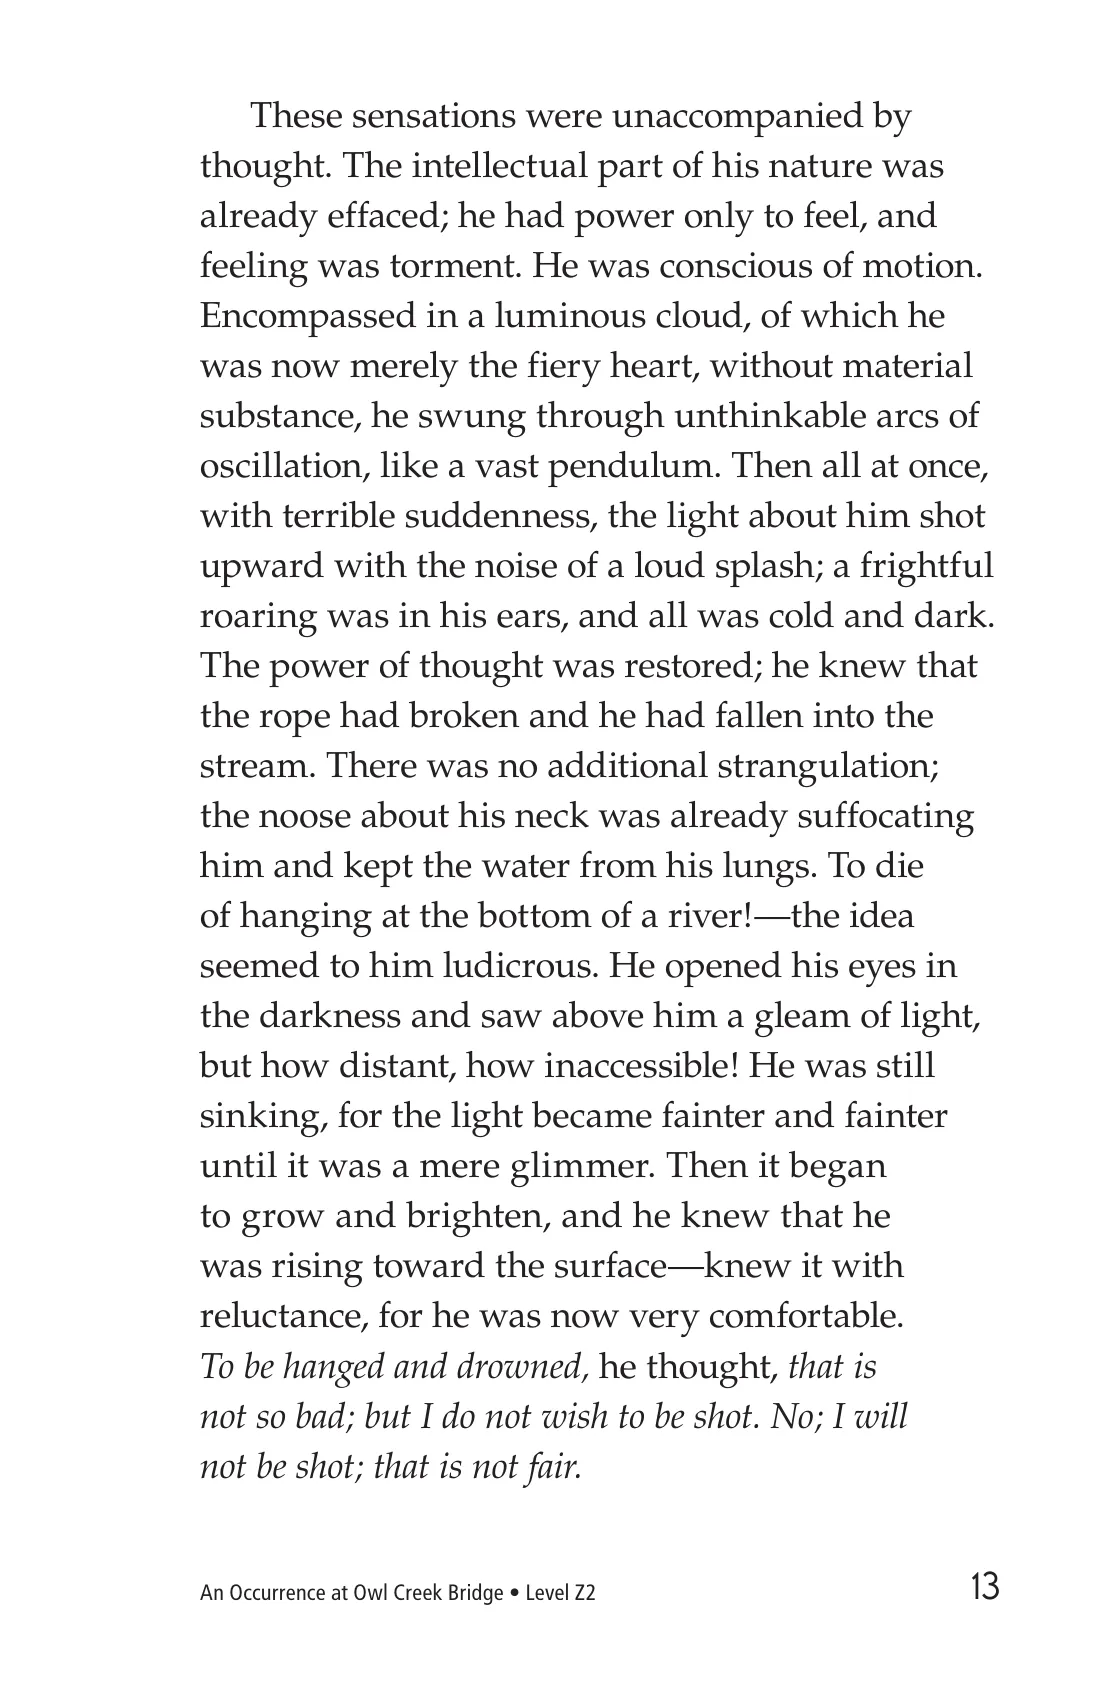 These sensations were unaccompanied by
thought. The intellectual part of his nature was
already effaced; he had power only to feel, and
feeling was torment. He was conscious of motion.
Encompassed in a luminous cloud, of which he
was now merely the fiery heart, without material
substance, he swung through unthinkable arcs of
oscillation, like a vast pendulum. Then all at once,
with terrible suddenness, the light about him shot
upward with the noise of a loud splash; a frightful
roaring was in his ears, and all was cold and dark.
The power of thought was restored; he knew that
the rope had broken and he had fallen into the
stream. There was no additional strangulation;
the noose about his neck was already suffocating
him and kept the water from his lungs. To die
of hanging at the bottom of a river!—the idea
seemed to him ludicrous. He opened his eyes in
the darkness and saw above him a gleam of light,
but how distant, how inaccessible! He was still
sinking, for the light became fainter and fainter
until it was a mere glimmer. Then it began
to grow and brighten, and he knew that he
was rising toward the surface—knew it with
reluctance, for he was now very comfortable.
To be hanged and drowned, he thought, that is
not so bad; but I do not wish to be shot. No; I will
not be shot; that is not fair.
An Occurrence at Owl Creek Bridge • Level Z2 13